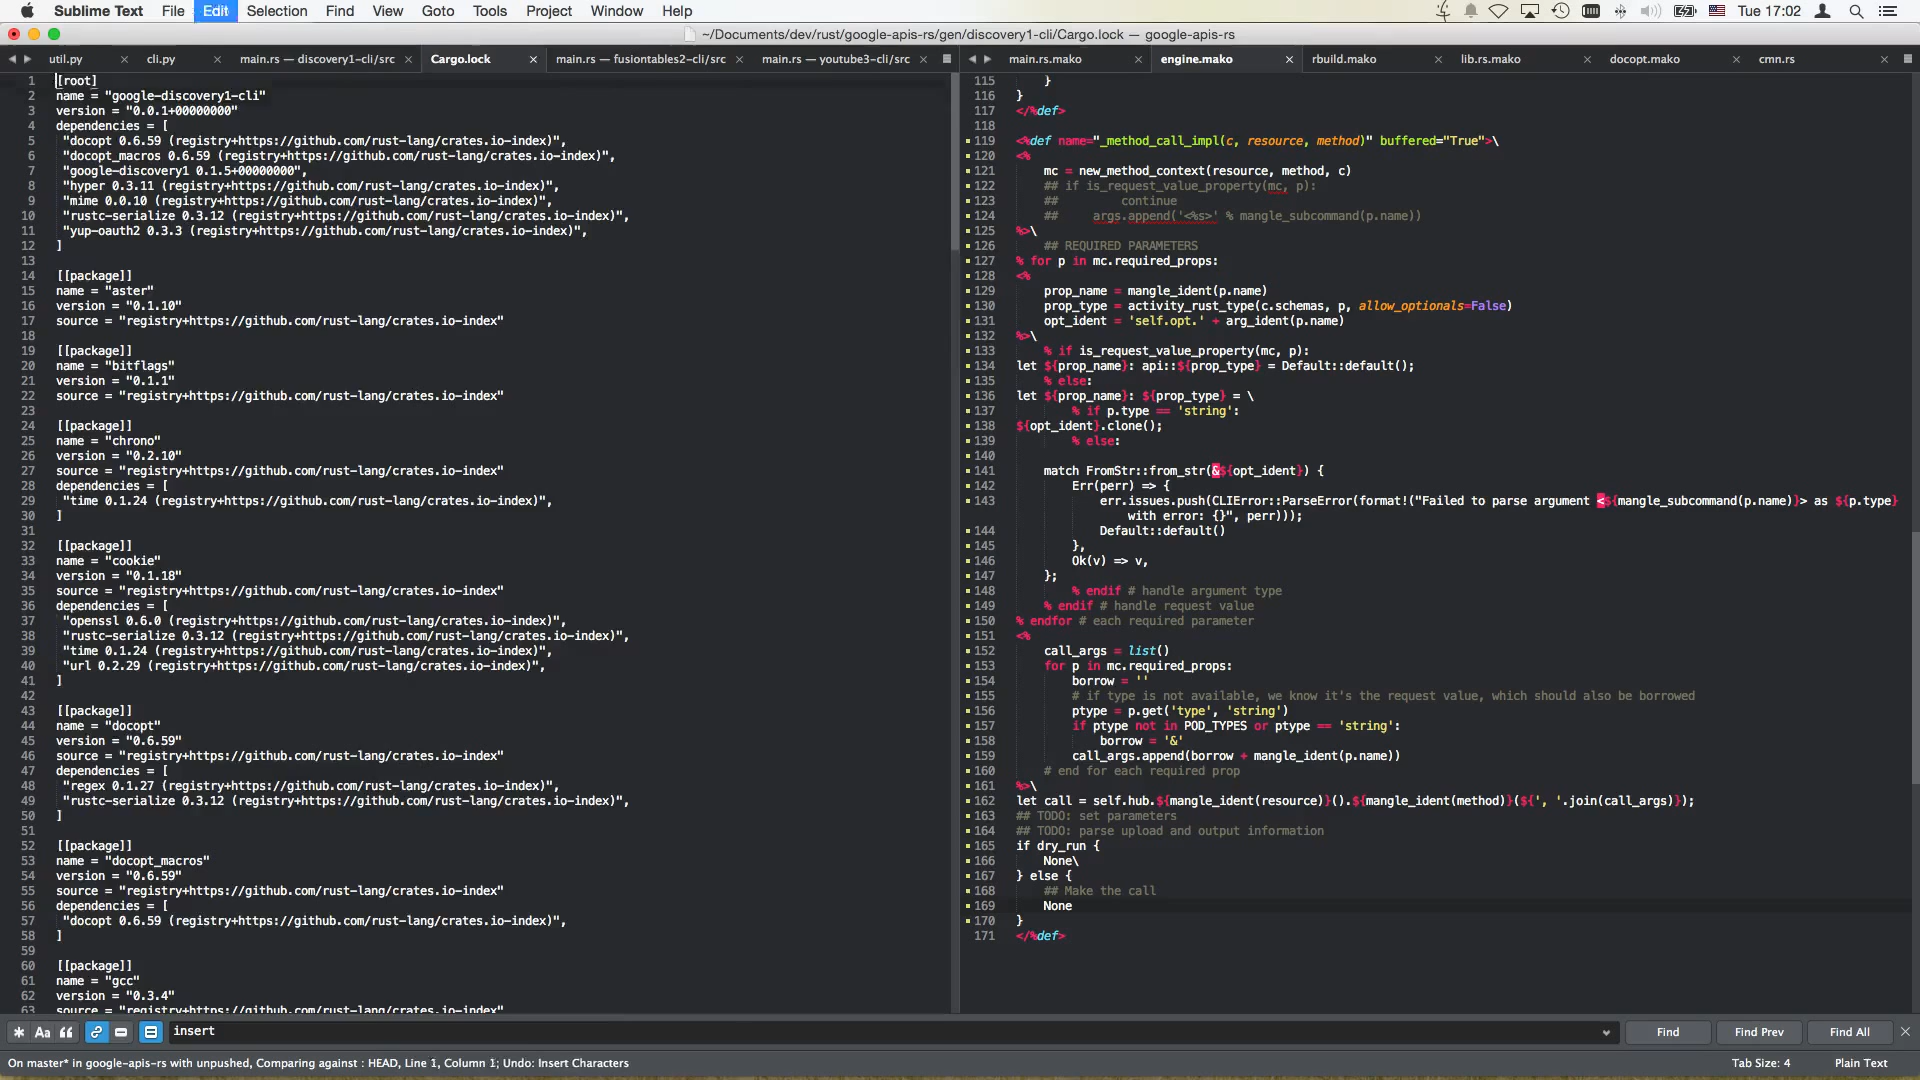 Sublime Text File Edit Selection Find View Goto Tools Project Window Help Tue 17:02
~/Documents/dev/rust/google-apis-rs/gen/discovery1-cli/Cargo.lock — google-apis-rs
util.py cli.py main.rs — discovery1-cli/src Cargo.lock main.rs — fusiontables2-cli/src main.rs — youtube3-cli/src
1 [root]
2 name = "google-discovery1-cli"
3 version = "0.0.1+00000000"
4 dependencies = [
5 "docopt 0.6.59 (registry+https://github.com/rust-lang/crates.io-index)",
6 "docopt_macros 0.6.59 (registry+https://github.com/rust-lang/crates.io-index)",
7 "google-discovery1 0.1.5+00000000",
8 "hyper 0.3.11 (registry+https://github.com/rust-lang/crates.io-index)",
9 "mime 0.0.10 (registry+https://github.com/rust-lang/crates.io-index)",
10 "rustc-serialize 0.3.12 (registry+https://github.com/rust-lang/crates.io-index)",
11 "yup-oauth2 0.3.3 (registry+https://github.com/rust-lang/crates.io-index)",
12 ]
13
14 [[package]]
15 name = "aster"
16 version = "0.1.10"
17 source = "registry+https://github.com/rust-lang/crates.io-index"
18
19 [[package]]
20 name = "bitflags"
21 version = "0.1.1"
22 source = "registry+https://github.com/rust-lang/crates.io-index"
23
24 [[package]]
25 name = "chrono"
26 version = "0.2.10"
27 source = "registry+https://github.com/rust-lang/crates.io-index"
28 dependencies = [
29 "time 0.1.24 (registry+https://github.com/rust-lang/crates.io-index)",
30 ]
31
32 [[package]]
33 name = "cookie"
34 version = "0.1.18"
35 source = "registry+https://github.com/rust-lang/crates.io-index"
36 dependencies = [
37 "openssl 0.6.0 (registry+https://github.com/rust-lang/crates.io-index)",
38 "rustc-serialize 0.3.12 (registry+https://github.com/rust-lang/crates.io-index)",
39 "time 0.1.24 (registry+https://github.com/rust-lang/crates.io-index)",
40 "url 0.2.29 (registry+https://github.com/rust-lang/crates.io-index)",
41 ]
42
43 [[package]]
44 name = "docopt"
45 version = "0.6.59"
46 source = "registry+https://github.com/rust-lang/crates.io-index"
47 dependencies = [
48 "regex 0.1.27 (registry+https://github.com/rust-lang/crates.io-index)",
49 "rustc-serialize 0.3.12 (registry+https://github.com/rust-lang/crates.io-index)",
50 ]
51
52 [[package]]
53 name = "docopt_macros"
54 version = "0.6.59"
55 source = "registry+https://github.com/rust-lang/crates.io-index"
56 dependencies = [
57 "docopt 0.6.59 (registry+https://github.com/rust-lang/crates.io-index)",
58 ]
59
60 [[package]]
61 name = "gcc"
62 version = "0.3.4"
63 source = "registry+https://github.com/rust-lang/crates.io-index"
main.rs.mako engine.mako rbuild.mako lib.rs.mako docopt.mako cmn.rs
115 }
116 }
117 </%def>
118
119 <%def name="_method_call_impl(c, resource, method)" buffered="True">\
120 <%
121 mc = new_method_context(resource, method, c)
122 ## if is_request_value_property(mc, p):
123 ## continue
124 ## args.append('<%s>' % mangle_subcommand(p.name))
125 %>\
126 ## REQUIRED PARAMETERS
127 % for p in mc.required_props:
128 <%
129 prop_name = mangle_ident(p.name)
130 prop_type = activity_rust_type(c.schemas, p, allow_optionals=False)
131 opt_ident = 'self.opt.' + arg_ident(p.name)
132 %>\
133 % if is_request_value_property(mc, p):
134 let ${prop_name}: api::${prop_type} = Default::default();
135 % else:
136 let ${prop_name}: ${prop_type} = \
137 % if p.type == 'string':
138 ${opt_ident}.clone();
139 % else:
140
141 match FromStr::from_str(&${opt_ident}) {
142 Err(perr) => {
143 err.issues.push(CLIError::ParseError(format!("Failed to parse argument <${mangle_subcommand(p.name)}> as ${p.type}
with error: {}", perr)));
144 Default::default()
145 },
146 Ok(v) => v,
147 };
148 % endif # handle argument type
149 % endif # handle request value
150 % endfor # each required parameter
151 <%
152 call_args = list()
153 for p in mc.required_props:
154 borrow = ''
155 # if type is not available, we know it's the request value, which should also be borrowed
156 ptype = p.get('type', 'string')
157 if ptype not in POD_TYPES or ptype == 'string':
158 borrow = '&'
159 call_args.append(borrow + mangle_ident(p.name))
160 # end for each required prop
161 %>\
162 let call = self.hub.${mangle_ident(resource)}().${mangle_ident(method)}(${', '.join(call_args)});
163 ## TODO: set parameters
164 ## TODO: parse upload and output information
165 if dry_run {
166 None\
167 } else {
168 ## Make the call
169 None
170 }
171 </%def>
insert Find Find Prev Find All
On master* in google-apis-rs with unpushed, Comparing against : HEAD, Line 1, Column 1; Undo: Insert Characters Tab Size: 4 Plain Text